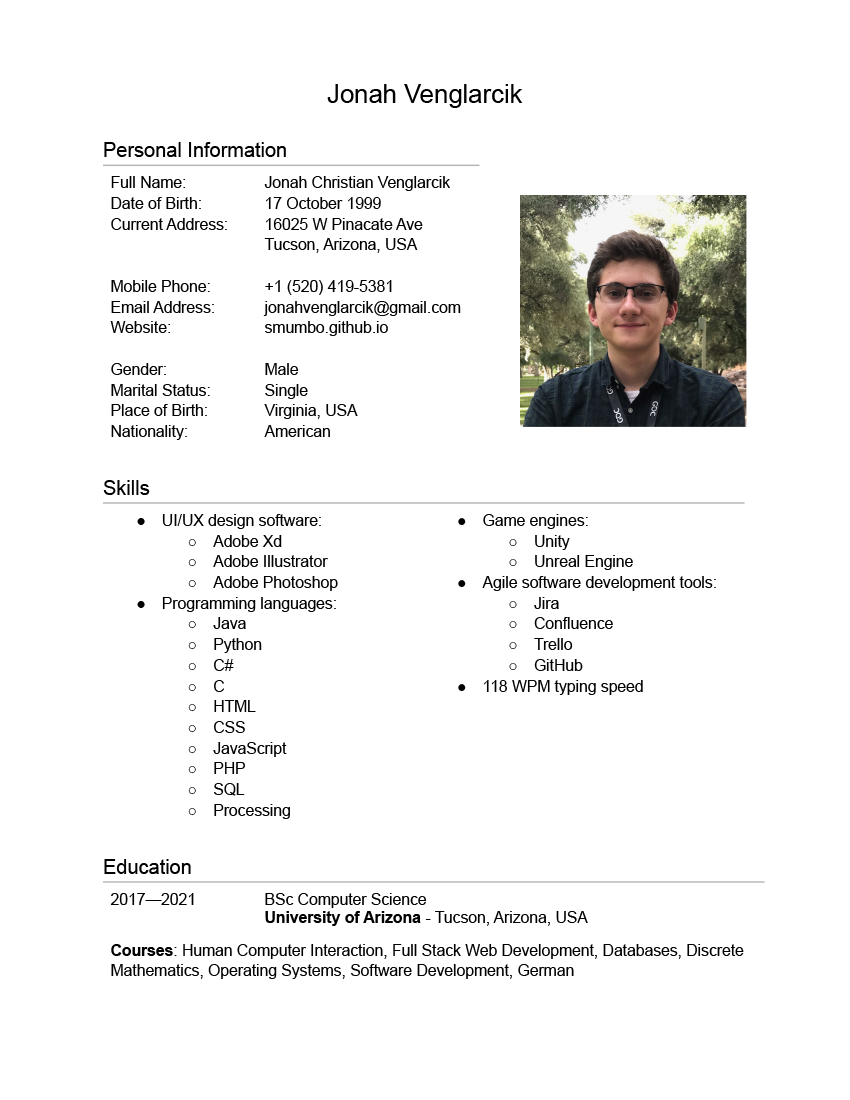 Jonah Venglarcik
Personal Information
Full Name: Jonah Christian Venglarcik
Date of Birth: 17 October 1999
Current Address: 16025 W Pinacate Ave
Tucson, Arizona, USA
Mobile Phone: +1 (520) 419-5381
Email Address: jonahvenglarcik@gmail.com
Website: smumbo.github.io
Gender: Male
Marital Status: Single
Place of Birth: Virginia, USA
Nationality: American
GDC
GDC
GDC
Skills
● UI/UX design software:
○ Adobe Xd
○ Adobe Illustrator
○ Adobe Photoshop
● Programming languages:
○ Java
○ Python
○ C#
○ C
○ HTML
○ CSS
○ JavaScript
○ PHP
○ SQL
○ Processing
● Game engines:
○ Unity
○ Unreal Engine
● Agile software development tools:
○ Jira
○ Confluence
○ Trello
○ GitHub
● 118 WPM typing speed
Education
2017—2021 BSc Computer Science
University of Arizona - Tucson, Arizona, USA
Courses: Human Computer Interaction, Full Stack Web Development, Databases, Discrete
Mathematics, Operating Systems, Software Development, German